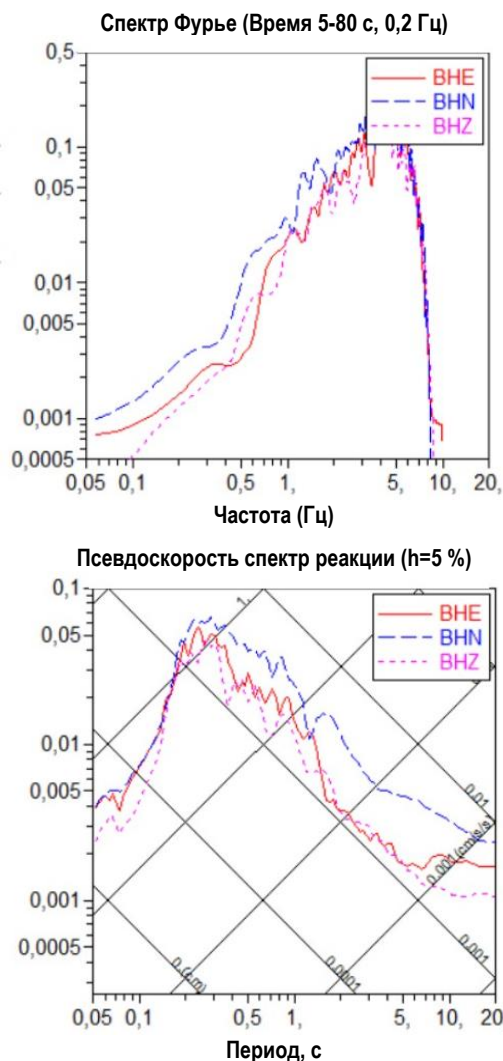 Спектр Фурье (Время 5-80 с, 0,2 Гц)
0,5
BHE
BHN
BHZ
0,1
0,05
0,01
0,005
0,001
0,0005
0,05 0,1 0,5 1, 5, 10, 20,
Частота (Гц)
Псевдоскорость спектр реакции (h=5 %)
0,1
BHE
BHN
BHZ
1.
0,05
0,01
0.01
0,005
0.001(cm/s/s)
0,001
0.001
0,0005
0.0001
0,05 0,1 0,5 1, 5, 10, 20
Период, с